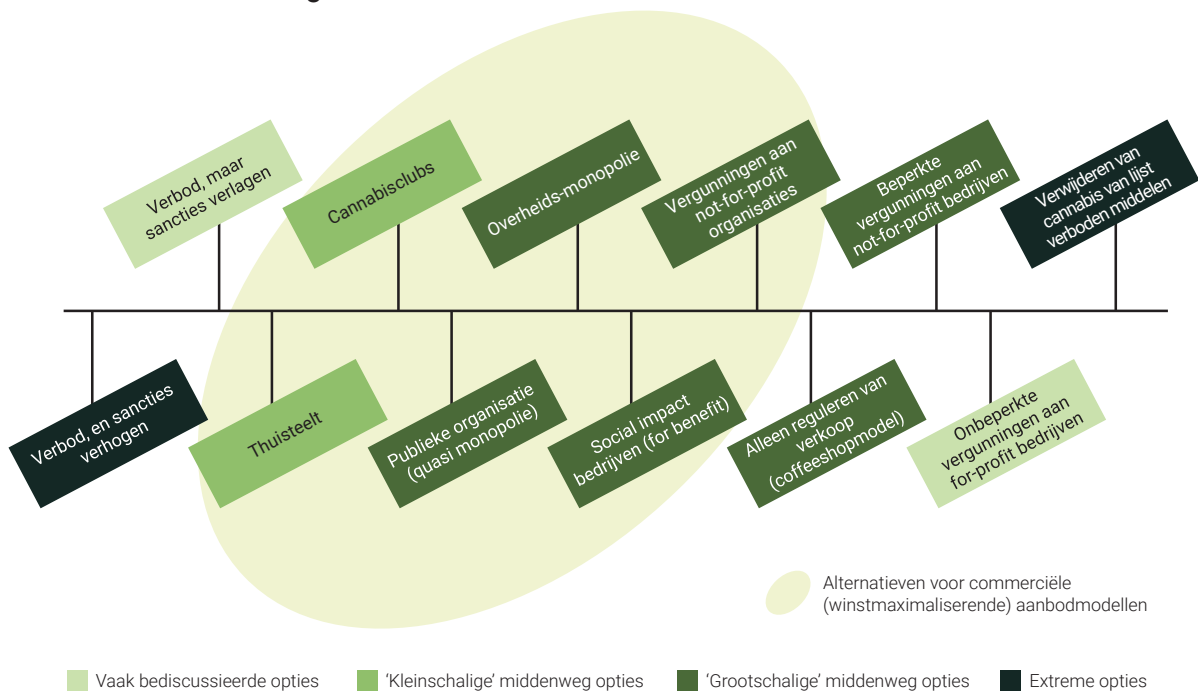 Verbod, maar
sancties verlagen
Cannabisclubs
Overheids-monopolie
Vergunningen aan
not-for-profit
organisaties
Beperkte
vergunningen aan
not-for-profit bedrijven
Verwijderen van
cannabis van lijst
verboden middelen
Verbod, en sancties
verhogen
Thuisteelt
Publieke organisatie
(quasi monopolie)
Social impact
bedrijven (for benefit)
Alleen reguleren van
verkoop
(coffeeshopmodel)
Onbeperkte
vergunningen aan
for-profit bedrijven
Alternatieven voor commerciële
(winstmaximaliserende) aanbodmodellen
Vaak bediscussieerde opties
'Kleinschalige' middenweg opties
'Grootschalige' middenweg opties
Extreme opties